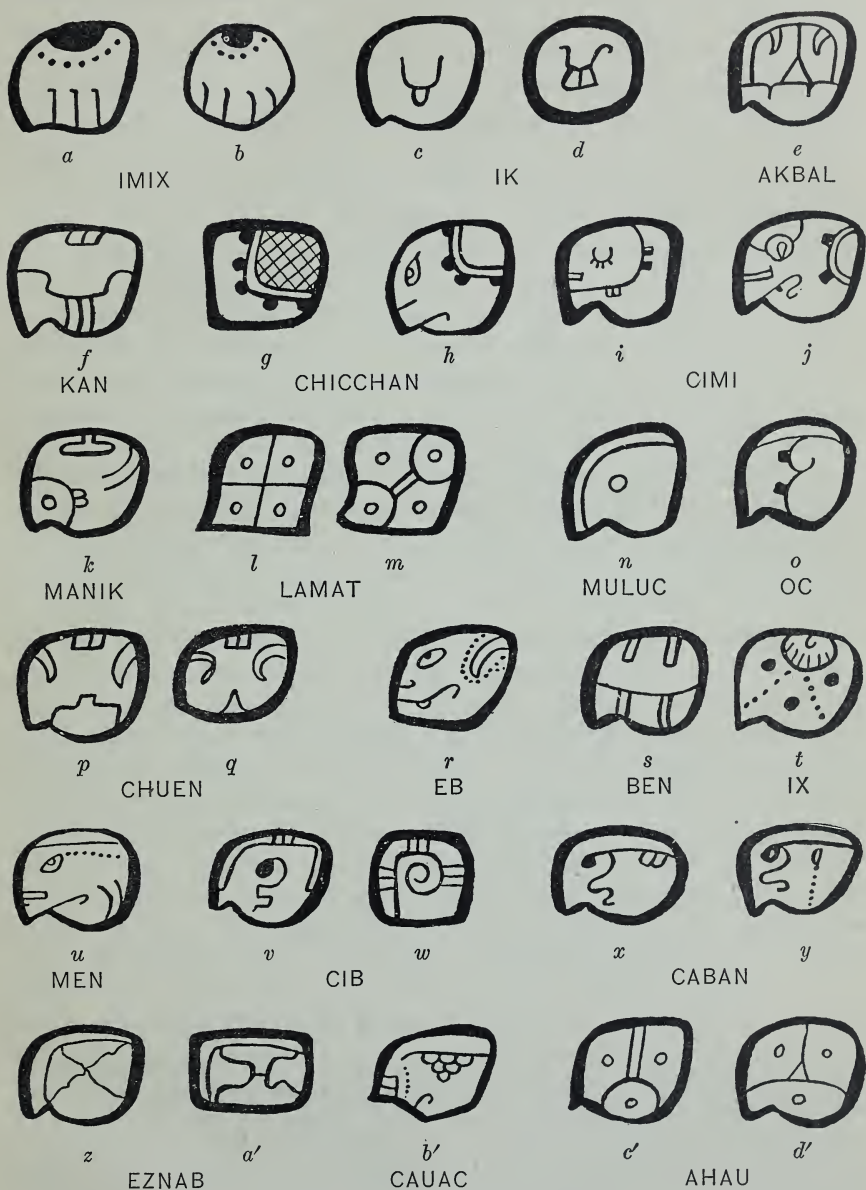 a b c d e
IMIX IK AKBAL
f g h i j
KAN CHICCHAN CIMI
k l m n o
MANIK LAMAT MULUC OC
p q r s t
CHUEN EB BEN IX
u v w x y
MEN CIB CABAN
z a′ b′ c′ d′
EZNAB CAUAC AHAU